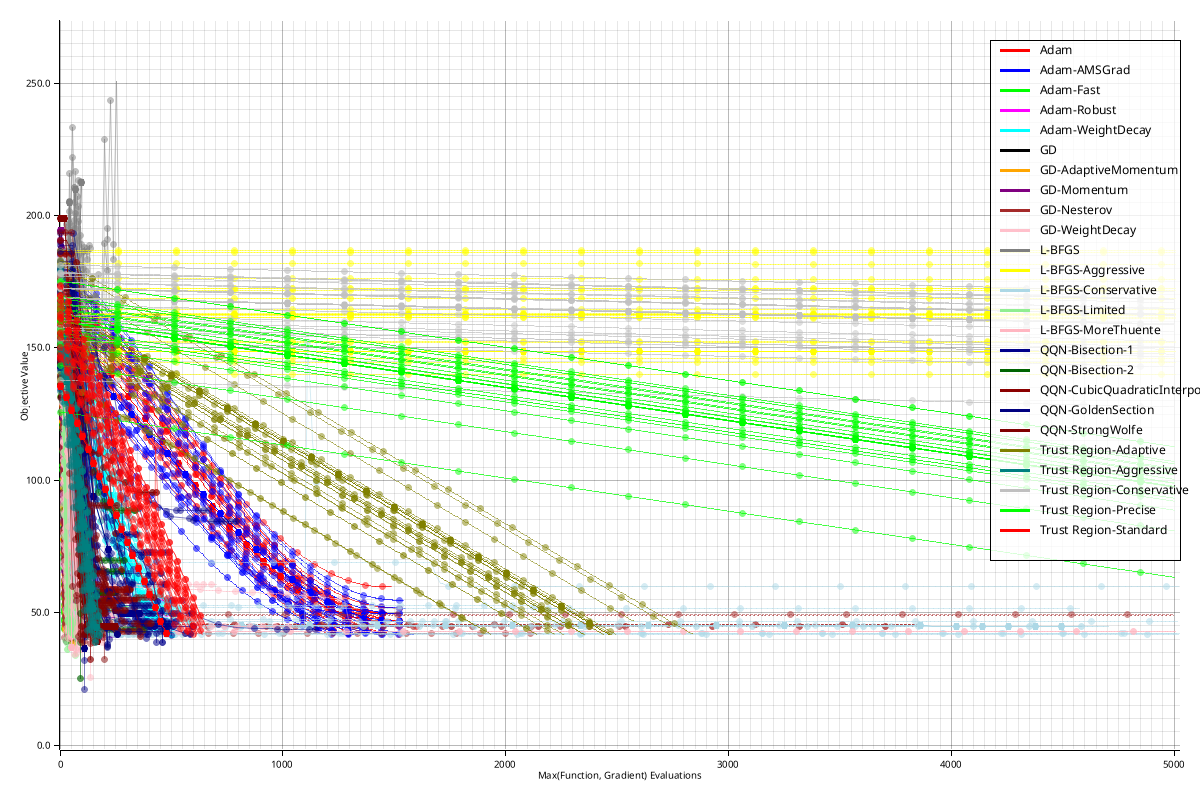 250.0
200.0
150.0
100.0
50.0
0.0
Objective Value
0
1000
2000
3000
4000
5000
Max(Function, Gradient) Evaluations
Adam
Adam-AMSGrad
Adam-Fast
Adam-Robust
Adam-WeightDecay
GD
GD-AdaptiveMomentum
GD-Momentum
GD-Nesterov
GD-WeightDecay
L-BFGS
L-BFGS-Aggressive
L-BFGS-Conservative
L-BFGS-Limited
L-BFGS-MoreThuente
QQN-Bisection-1
QQN-Bisection-2
QQN-CubicQuadraticInterpo
QQN-GoldenSection
QQN-StrongWolfe
Trust Region-Adaptive
Trust Region-Aggressive
Trust Region-Conservative
Trust Region-Precise
Trust Region-Standard